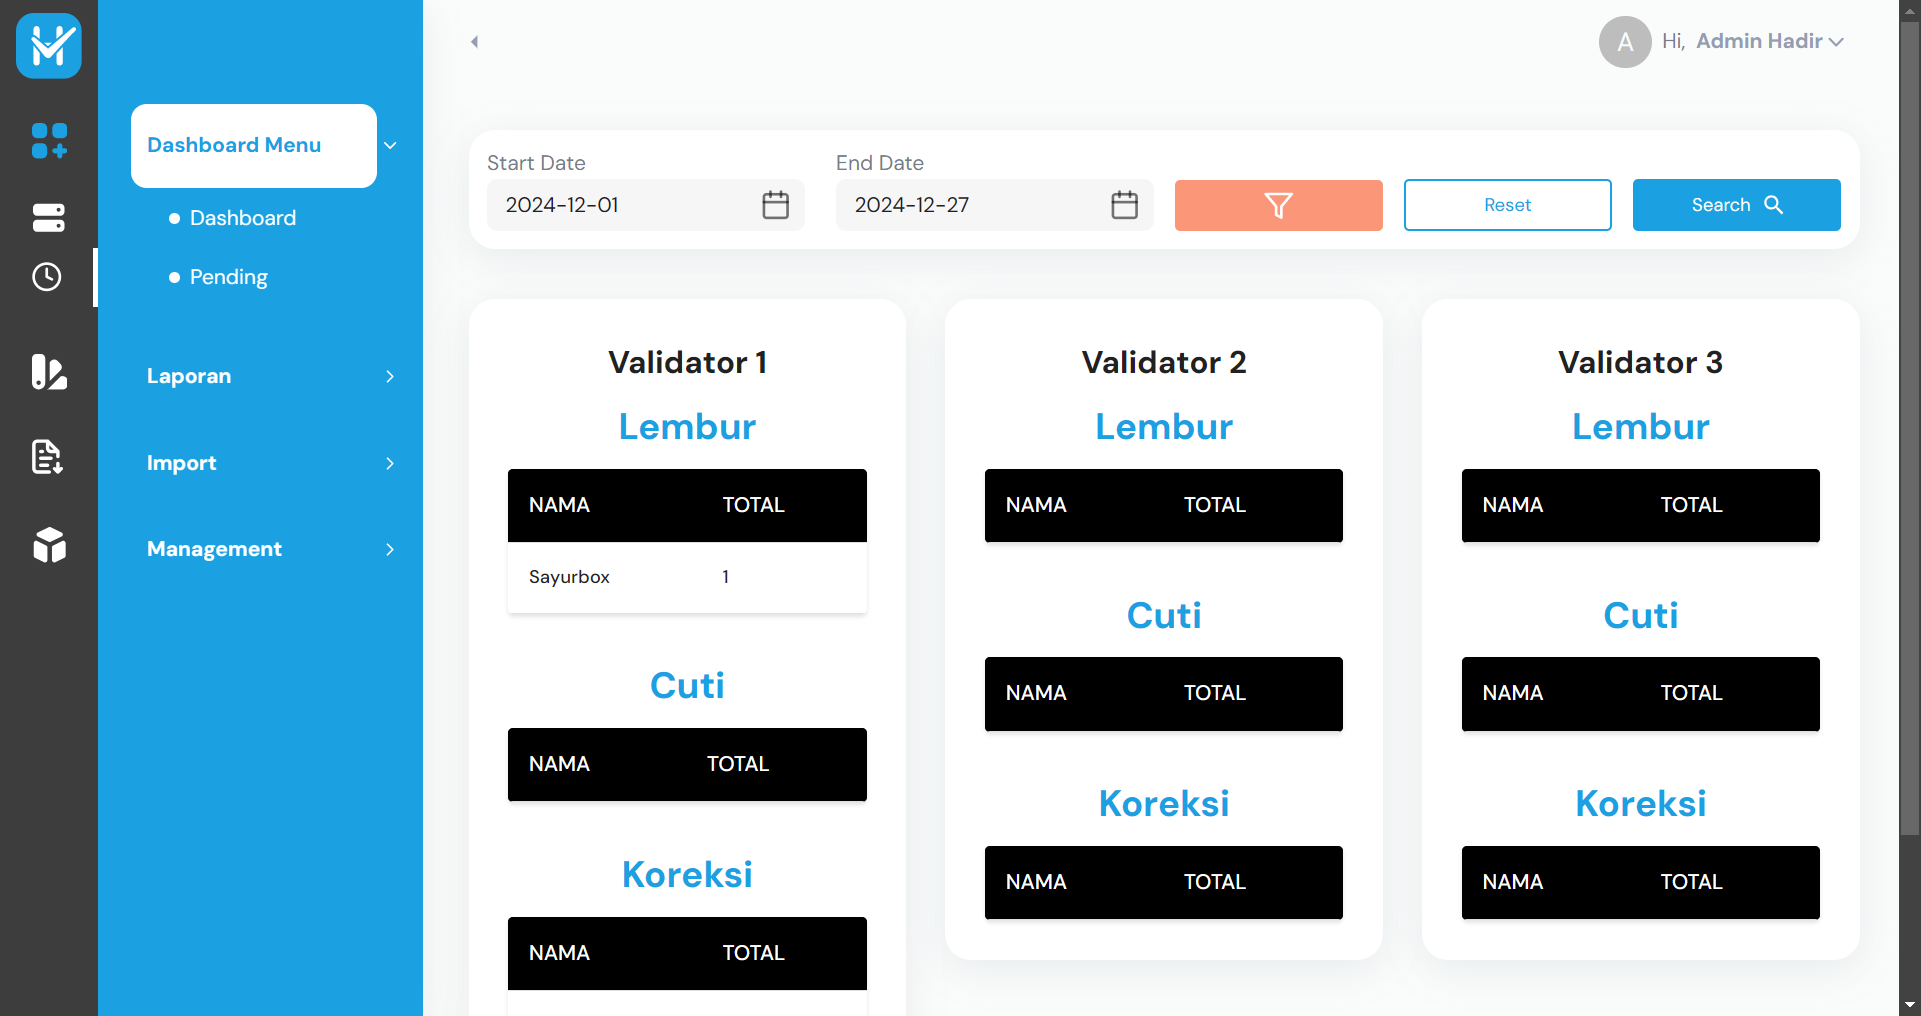 A Hi, Admin Hadir
Dashboard Menu
Dashboard
Pending
Laporan
Import
Management
Start Date
2024-12-01
End Date
2024-12-27
Reset
Search
Validator 1
Lembur
NAMA TOTAL
Sayurbox 1
Cuti
NAMA TOTAL
Koreksi
NAMA TOTAL
Validator 2
Lembur
NAMA TOTAL
Cuti
NAMA TOTAL
Koreksi
NAMA TOTAL
Validator 3
Lembur
NAMA TOTAL
Cuti
NAMA TOTAL
Koreksi
NAMA TOTAL